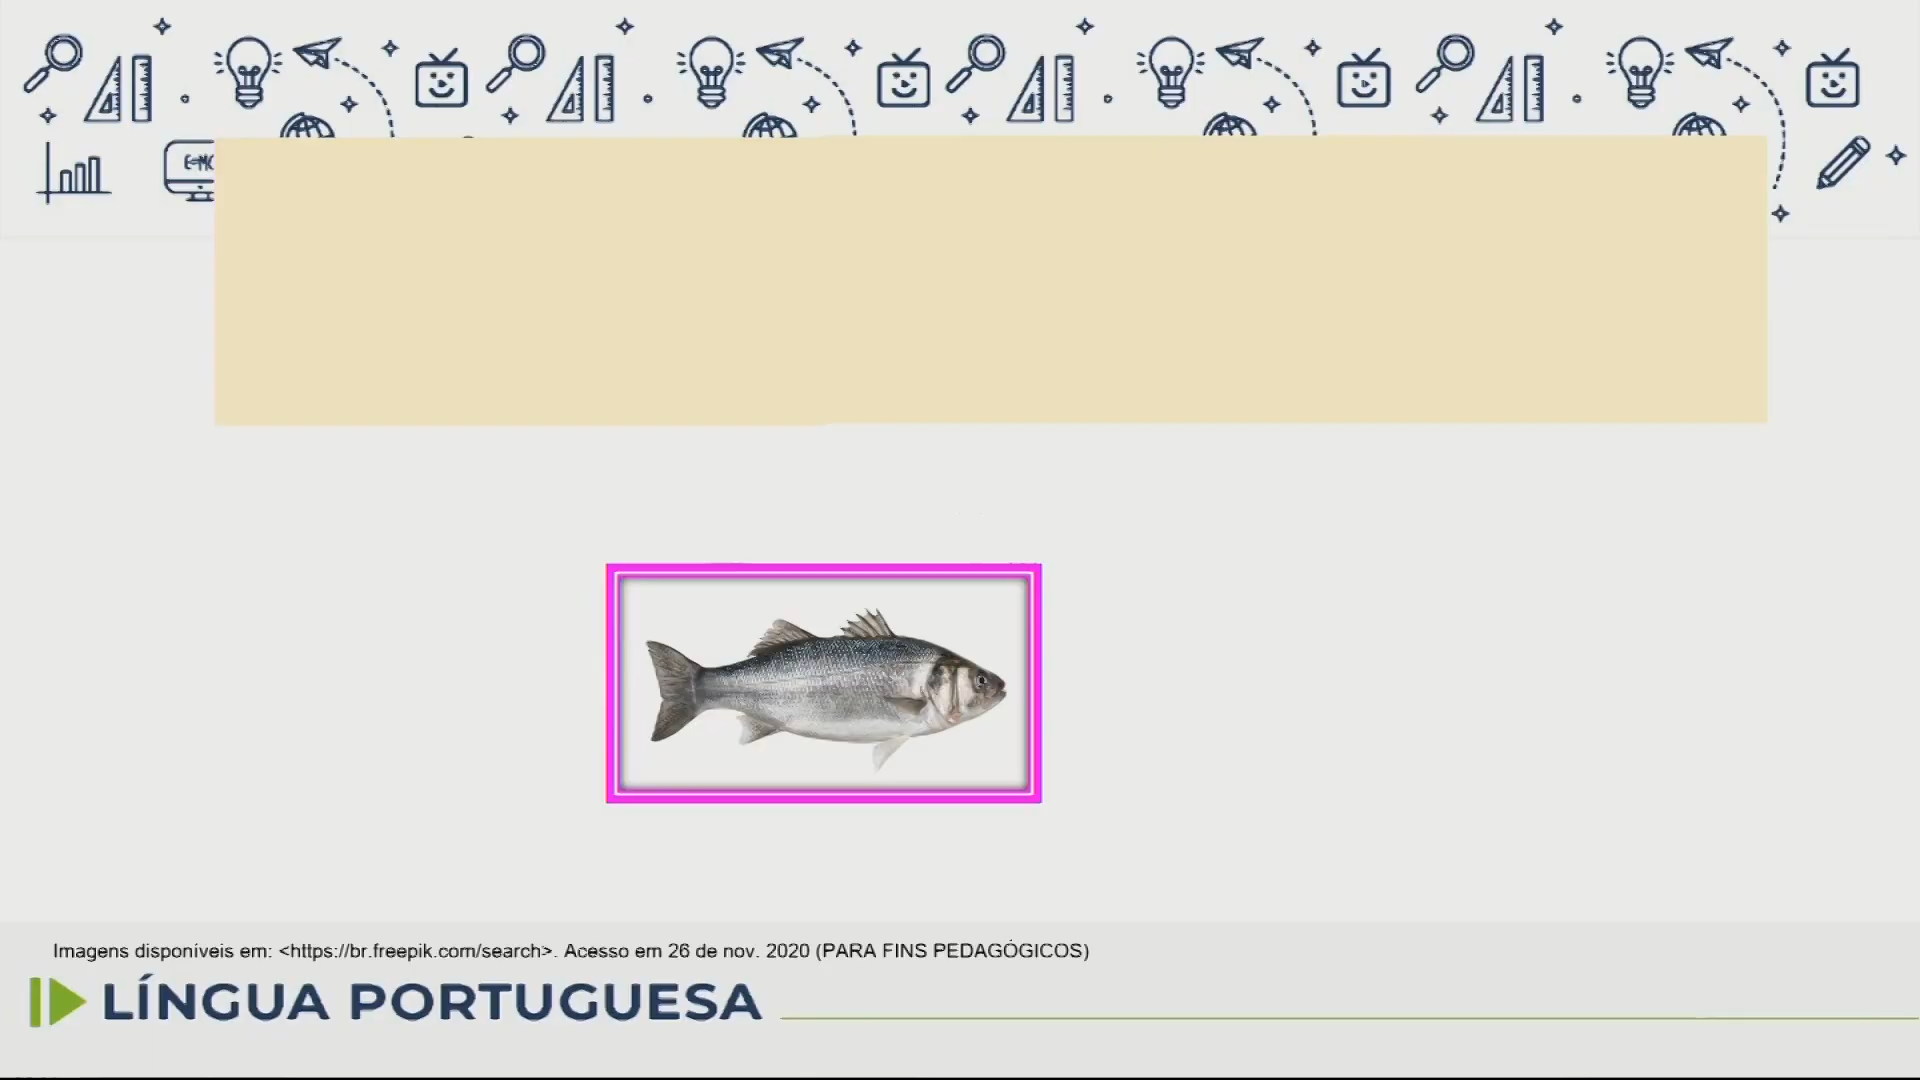 E=MC
Imagens disponíveis em: <https://br.freepik.com/search>. Acesso em 26 de nov. 2020 (PARA FINS PEDAGÓGICOS)
LÍNGUA PORTUGUESA